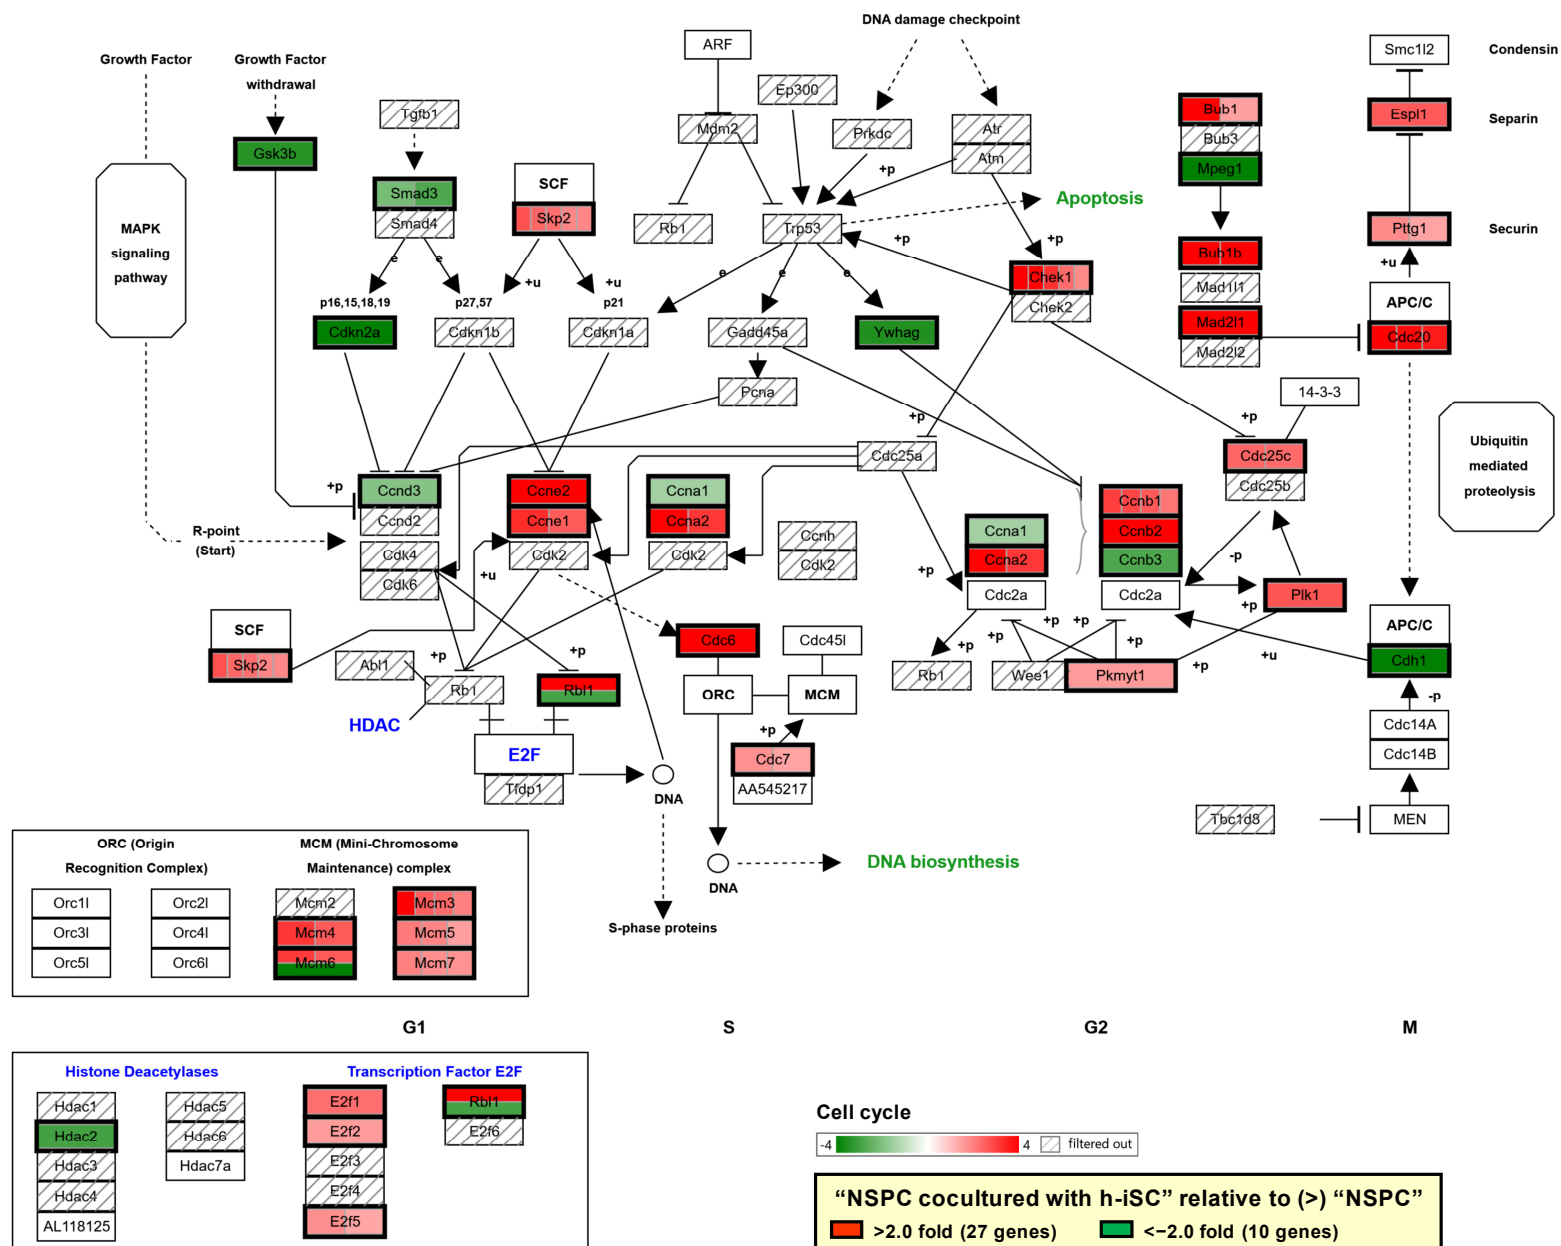 DNA damage checkpoint
Growth Factor
Growth Factor
withdrawal
ARF
Smc1l2
Condensin
Tgfb1
Ep300
Mdm2
Prkdc
Atr
Atm
+p
Bub1
Bub3
Mpeg1
Espl1
Separin
Gsk3b
Smad3
Smad4
SCF
Skp2
Rb1
Trp53
Apoptosis
Pttg1
Securin
MAPK
signaling
pathway
e
e
+u
+u
e
e
e
+p
+p
Chek1
Chek2
Bub1b
Mad1l1
Mad2l1
Mad2l2
+u
APC/C
Cdc20
p16,15,18,19
p27,57
p21
Cdkn2a
Cdkn1b
Cdkn1a
Gadd45a
Ywhag
Pcna
14-3-3
+p
+p
Cdc25a
Cdc25c
Cdc25b
Ubiquitin
mediated
proteolysis
+p
Ccnd3
Ccnd2
Cdk4
Cdk6
Ccne2
Ccne1
Cdk2
Ccna1
Ccna2
Cdk2
Ccnh
Cdk2
Ccna1
Ccna2
Cdc2a
Ccnb1
Ccnb2
Ccnb3
Cdc2a
R-point
(Start)
+u
+p
-p
+p
Plk1
SCF
Skp2
Abl1
+p
Rb1
+p
Rbl1
HDAC
Cdc6
Cdc45l
ORC
MCM
+p
+p
+p
+p
+p
Rb1
Wee1
Pkmyt1
+p
+u
APC/C
Cdh1
-p
Cdc14A
Cdc14B
E2F
Tfdp1
DNA
+p
Cdc7
AA545217
Tbc1d8
MEN
DNA
DNA biosynthesis
S-phase proteins
ORC (Origin
Recognition Complex)
MCM (Mini-Chromosome
Maintenance) complex
Orc1l
Orc2l
Mcm2
Mcm3
Orc3l
Orc4l
Mcm4
Mcm5
Orc5l
Orc6l
Mcm6
Mcm7
G1
S
G2
M
Histone Deacetylases
Transcription Factor E2F
Hdac1
Hdac5
E2f1
Rbl1
Hdac2
Hdac6
E2f2
E2f6
Hdac3
Hdac7a
E2f3
Hdac4
E2f4
AL118125
E2f5
Cell cycle
-4
4
filtered out
“NSPC cocultured with h-iSC” relative to (>) “NSPC”
>2.0 fold (27 genes)
<−2.0 fold (10 genes)